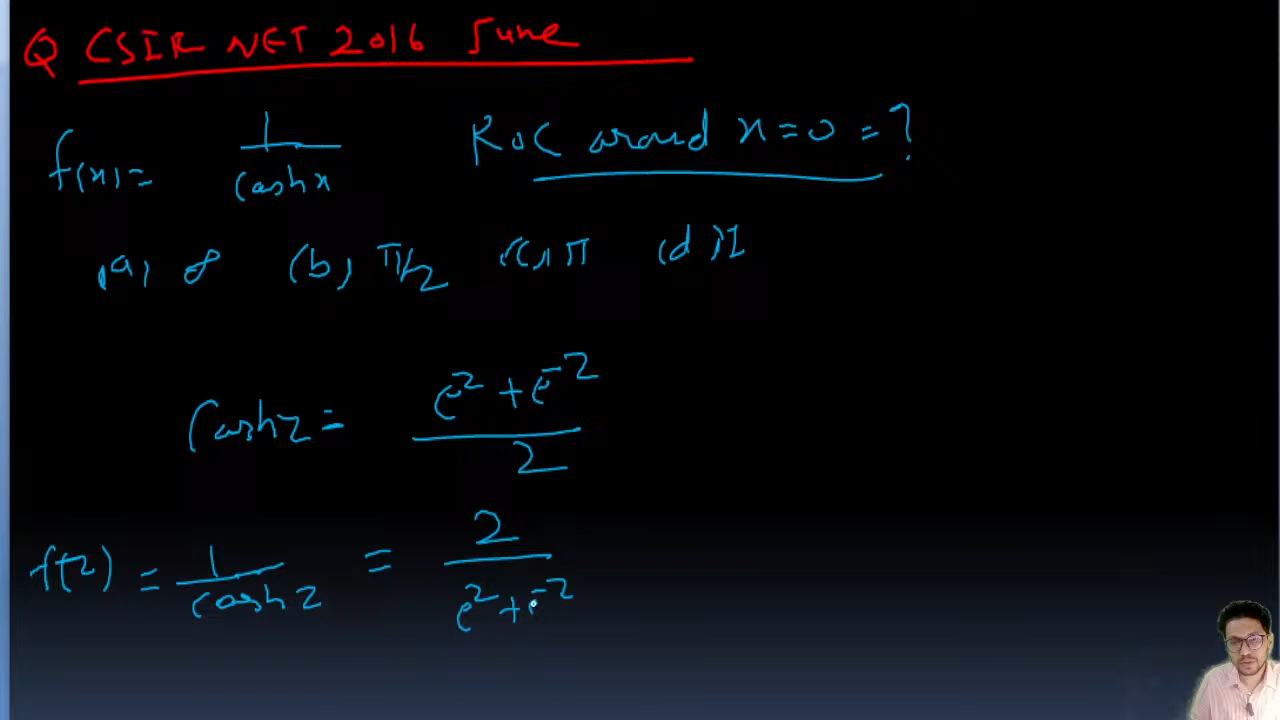 Q CSIR NET 2016 June
f(x) = 1/cosh x   ROC around x = 0 = ?
(a) ∞ (b) π/2 (c) π (d) 1
Cosh z = (e^z + e^-z)/2
f(z) = 1/cosh z = 2/(e^z + e^-z)